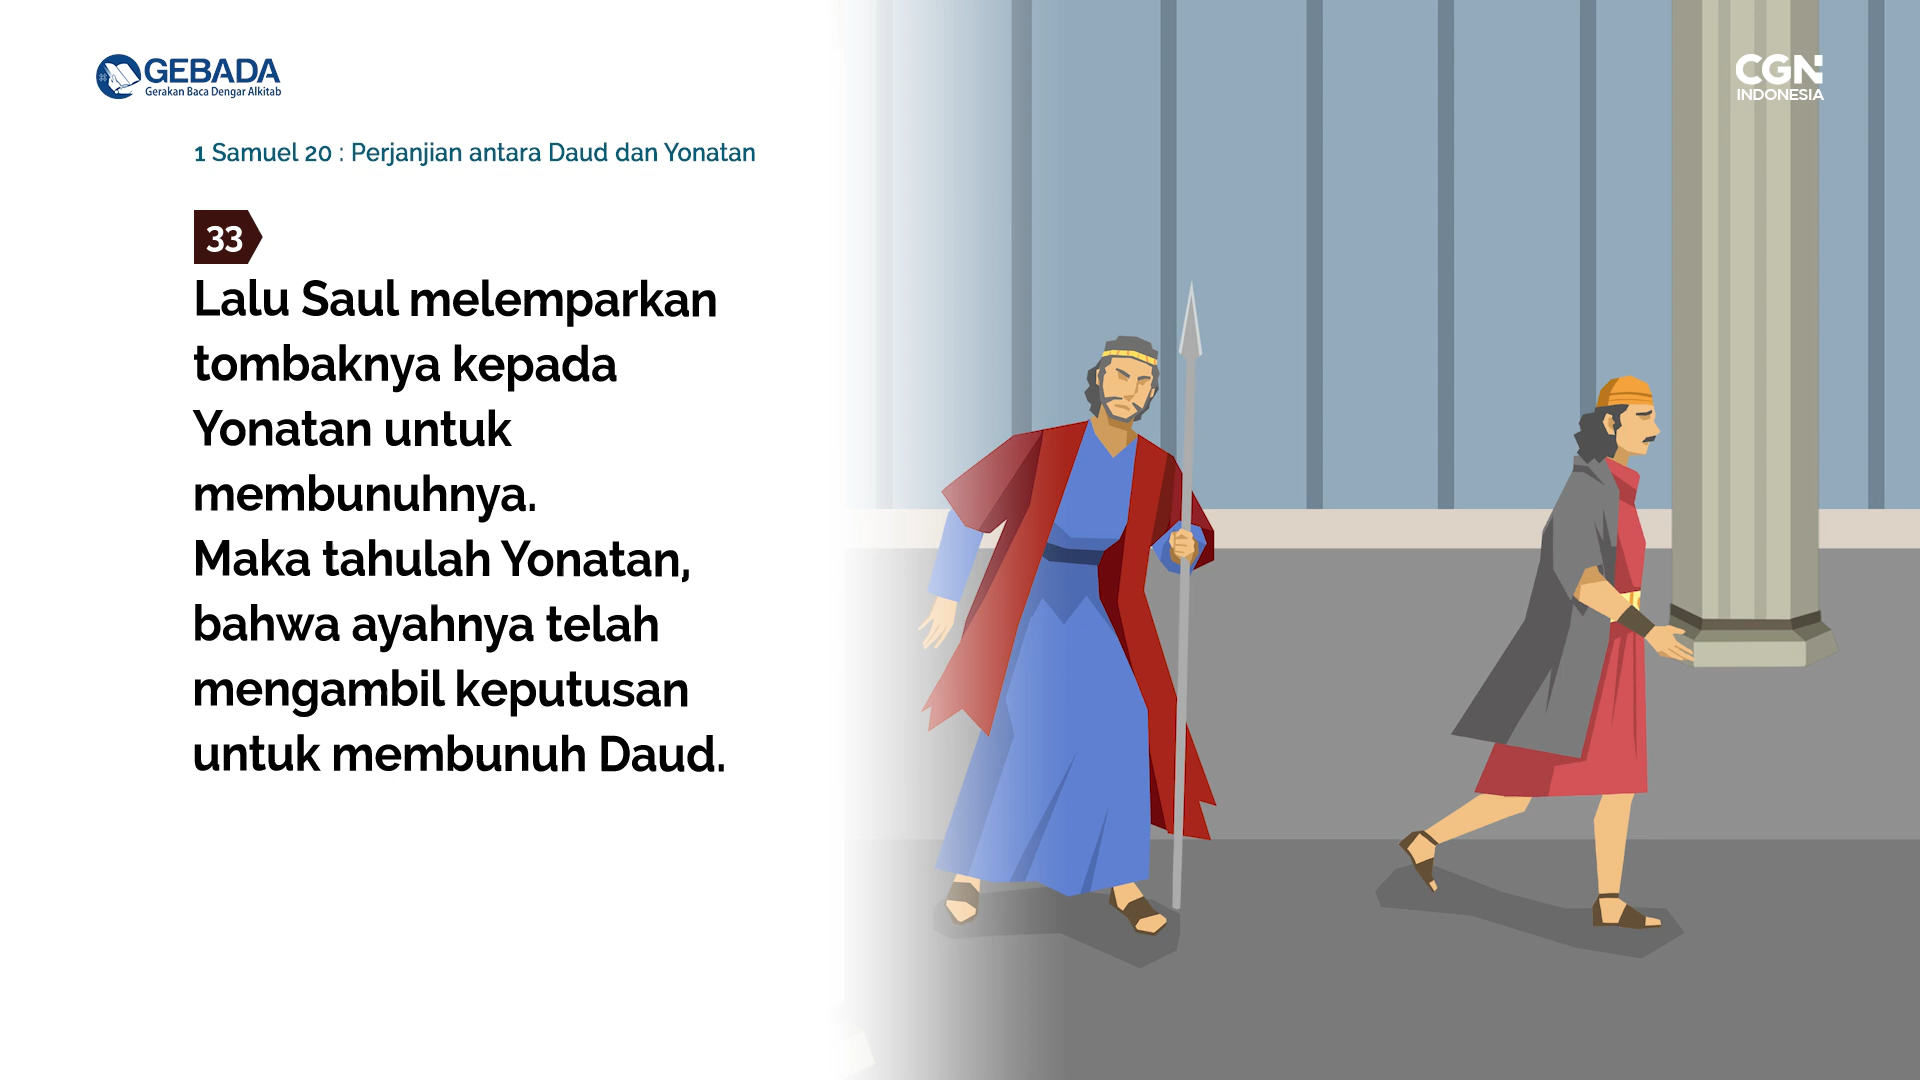 GEBADA
Gerakan Baca Dengar Alkitab
CGN
INDONESIA
1 Samuel 20 : Perjanjian antara Daud dan Yonatan
33
Lalu Saul melemparkan
tombaknya kepada
Yonatan untuk
membunuhnya.
Maka tahulah Yonatan,
bahwa ayahnya telah
mengambil keputusan
untuk membunuh Daud.